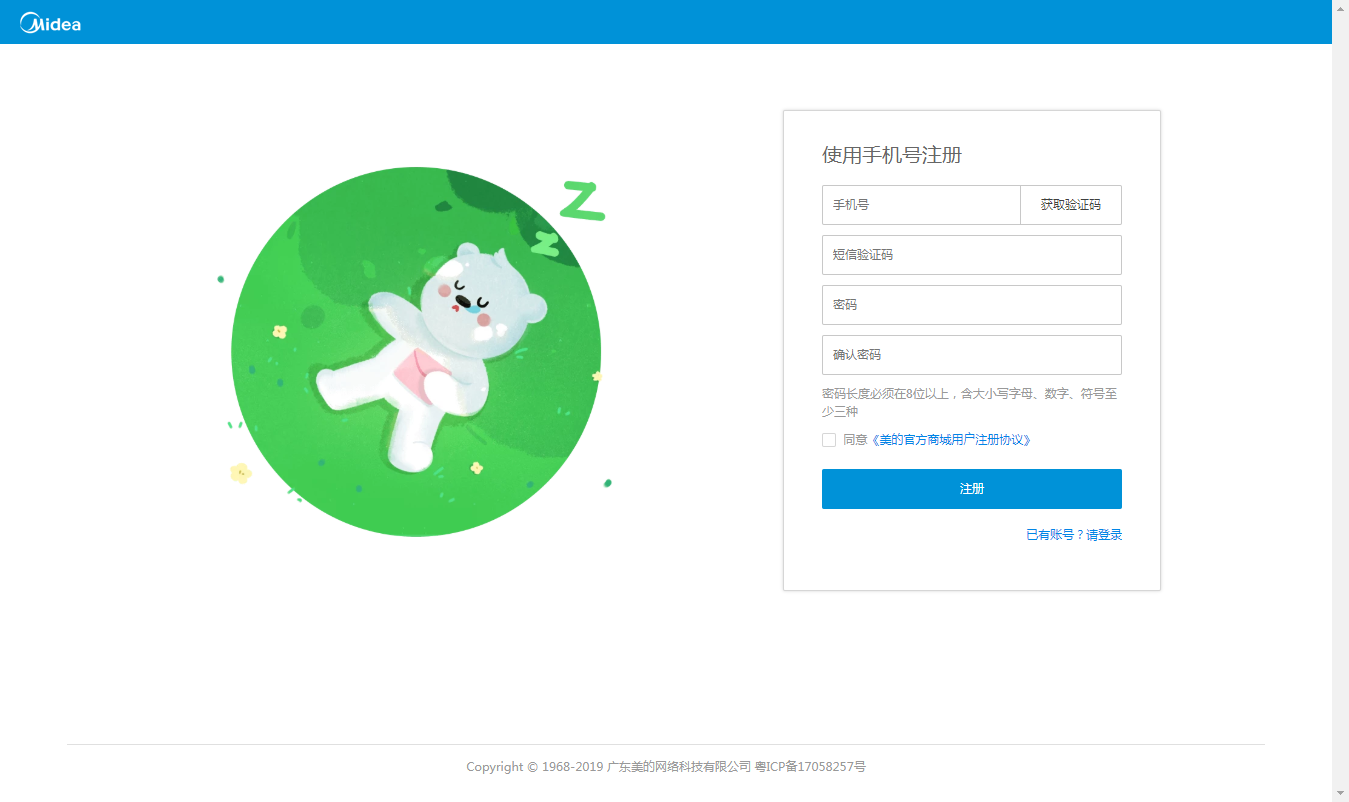 Midea
使用手机号注册
手机号 获取验证码
短信验证码
密码
确认密码
密码长度必须在8位以上，含大小写字母、数字、符号至
少三种
同意《美的官方商城用户注册协议》
注册
已有账号？请登录
Copyright © 1968-2019 广东美的网络科技有限公司 粤ICP备17058257号